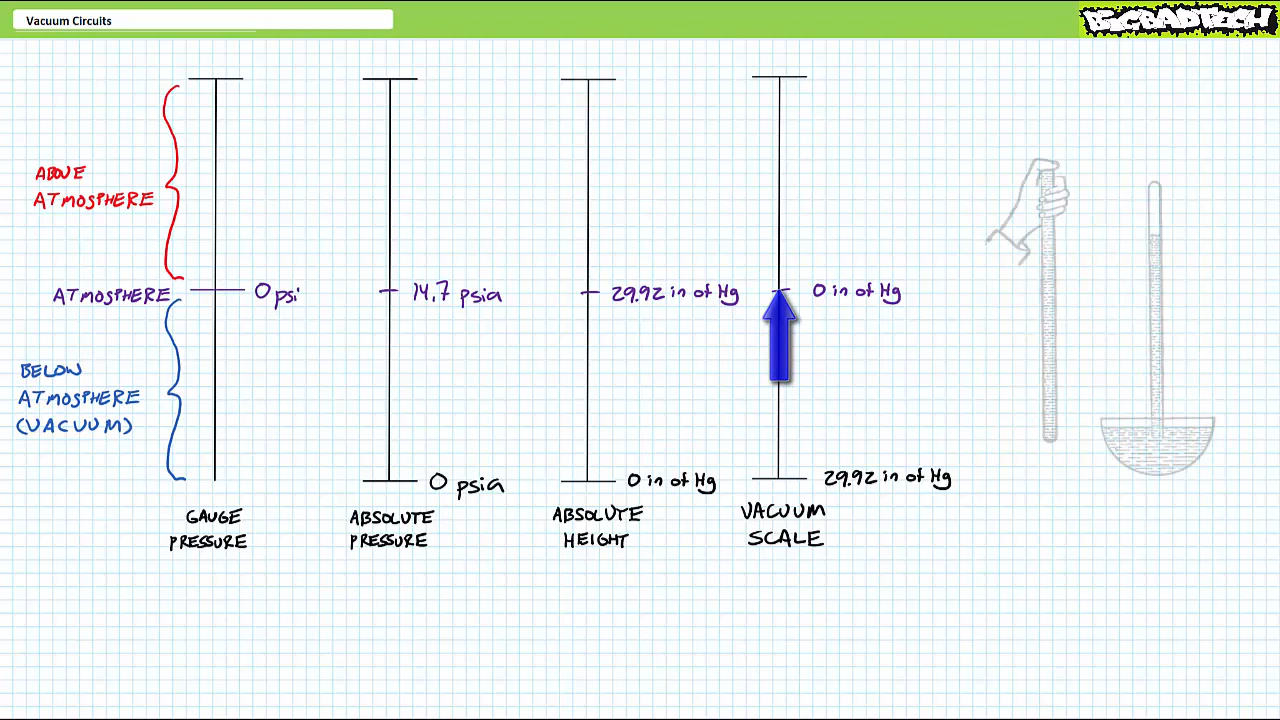 Vacuum Circuits
BIGBADTECH
ABOVE
ATMOSPHERE
ATMOSPHERE
0 psi
14.7 psia
29.92 in of Hg
0 in of Hg
BELOW
ATMOSPHERE
(VACUUM)
0 psia
0 in of Hg
29.92 in of Hg
GAUGE
PRESSURE
ABSOLUTE
PRESSURE
ABSOLUTE
HEIGHT
VACUUM
SCALE